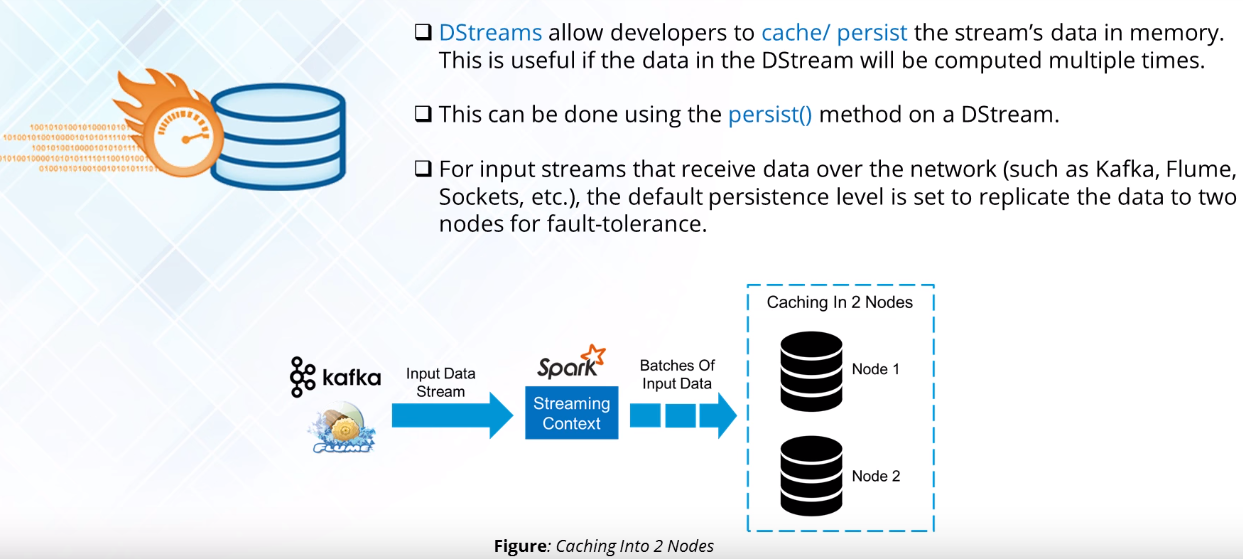 DStreams allow developers to cache/ persist the stream's data in memory.
This is useful if the data in the DStream will be computed multiple times.
This can be done using the persist() method on a DStream.
For input streams that receive data over the network (such as Kafka, Flume,
Sockets, etc.), the default persistence level is set to replicate the data to two
nodes for fault-tolerance.
kafka
FLUME
Input Data
Stream
Spark
Streaming
Context
Batches Of
Input Data
Caching In 2 Nodes
Node 1
Node 2
Figure: Caching Into 2 Nodes